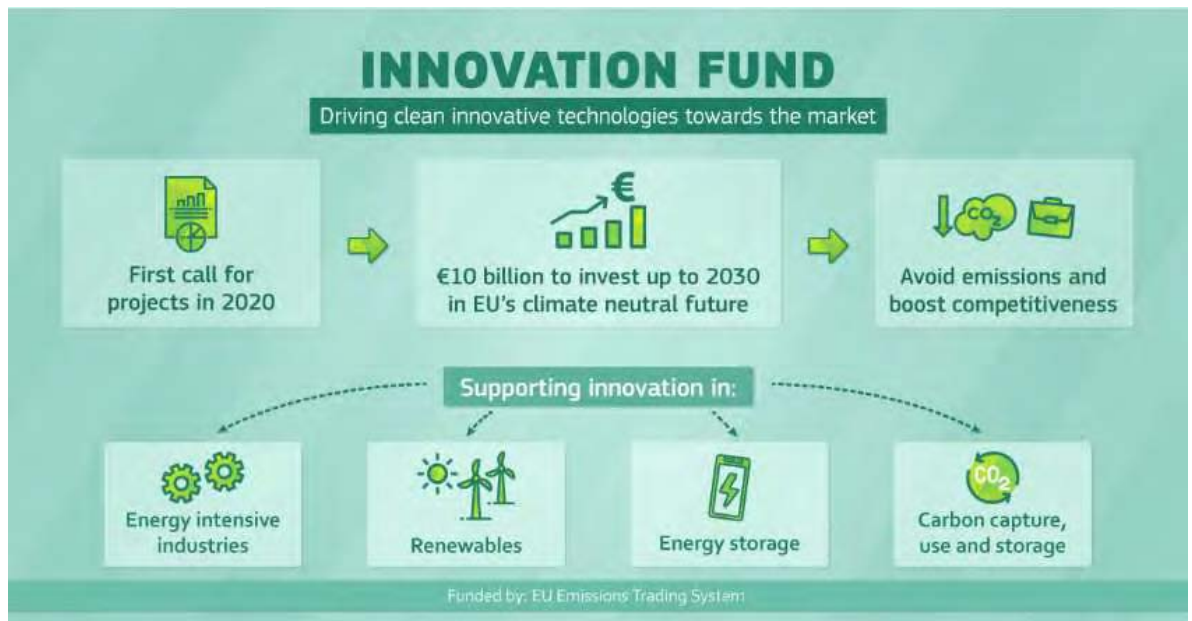 INNOVATION FUND
Driving clean innovative technologies towards the market
First call for
projects in 2020
€
€10 billion to invest up to 2030
in EU's climate neutral future
CO₂
Avoid emissions and
boost competitiveness
Supporting innovation in:
Energy intensive
industries
Renewables
Energy storage
CO₂
Carbon capture,
use and storage
Funded by: EU Emissions Trading System